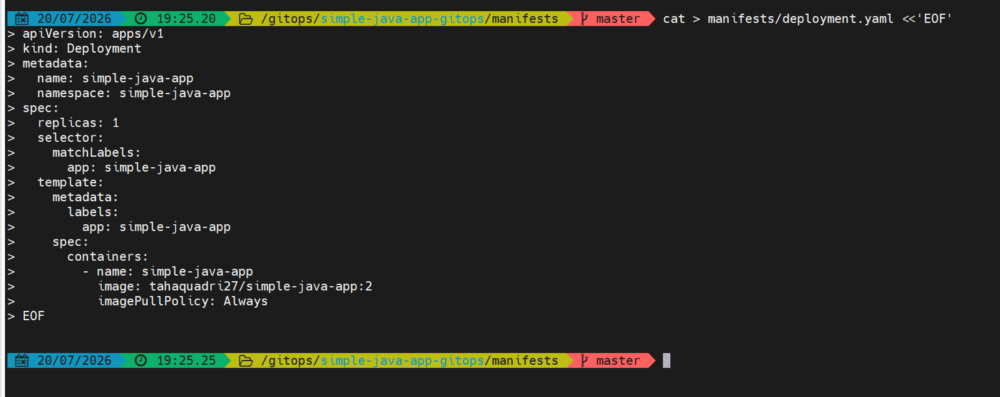 20/07/2026 19:25.20 /gitops/simple-java-app-gitops/manifests master cat > manifests/deployment.yaml <<'EOF'
> apiVersion: apps/v1
> kind: Deployment
> metadata:
>   name: simple-java-app
>   namespace: simple-java-app
> spec:
>   replicas: 1
>   selector:
>     matchLabels:
>       app: simple-java-app
>   template:
>     metadata:
>       labels:
>         app: simple-java-app
>     spec:
>       containers:
>         - name: simple-java-app
>           image: tahaquadri27/simple-java-app:2
>           imagePullPolicy: Always
> EOF
20/07/2026 19:25.25 /gitops/simple-java-app-gitops/manifests master